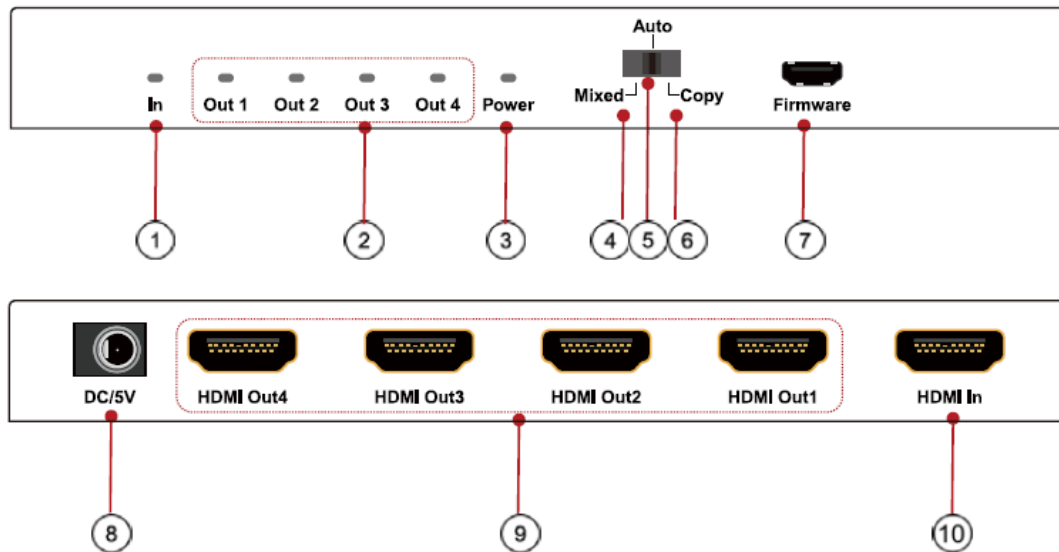 Auto
In Out 1 Out 2 Out 3 Out 4 Power Mixed Copy Firmware
1 2 3 4 5 6 7
DC/5V HDMI Out4 HDMI Out3 HDMI Out2 HDMI Out1 HDMI In
8 9 10